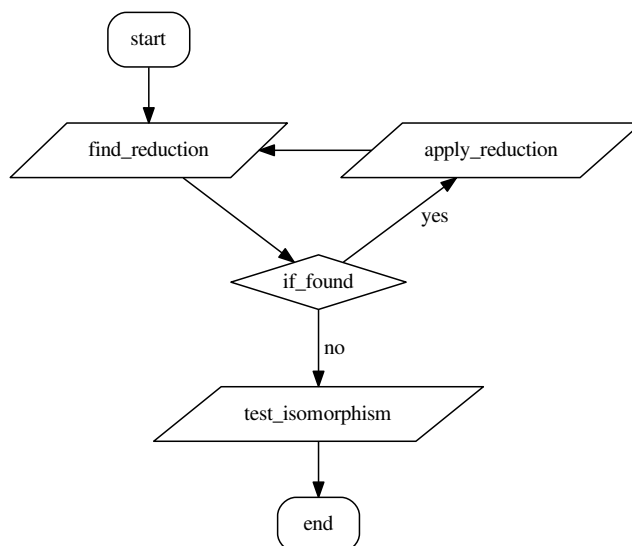 start
find_reduction
apply_reduction
yes
if_found
no
test_isomorphism
end